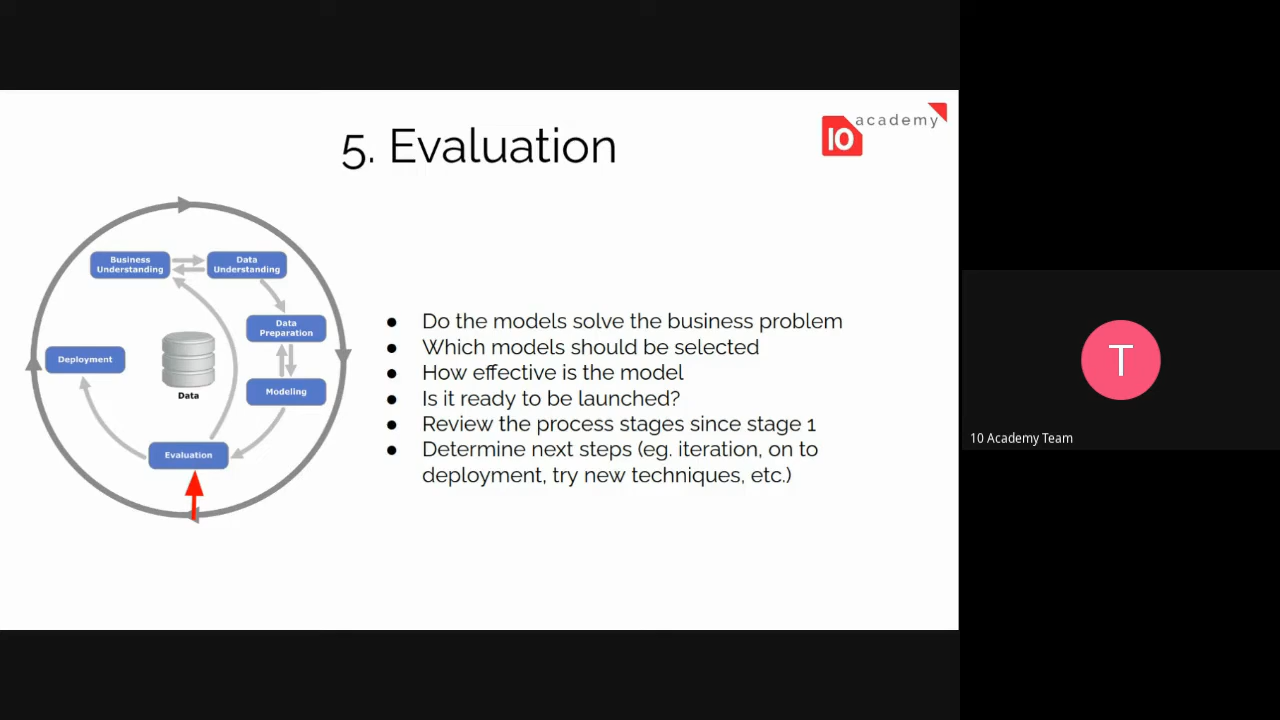 5. Evaluation
10 academy
Business
Understanding
Data
Understanding
Data
Preparation
Deployment
Data
Modeling
Evaluation
● Do the models solve the business problem
● Which models should be selected
● How effective is the model
● Is it ready to be launched?
● Review the process stages since stage 1
● Determine next steps (eg. iteration, on to
deployment, try new techniques, etc.)
T
10 Academy Team